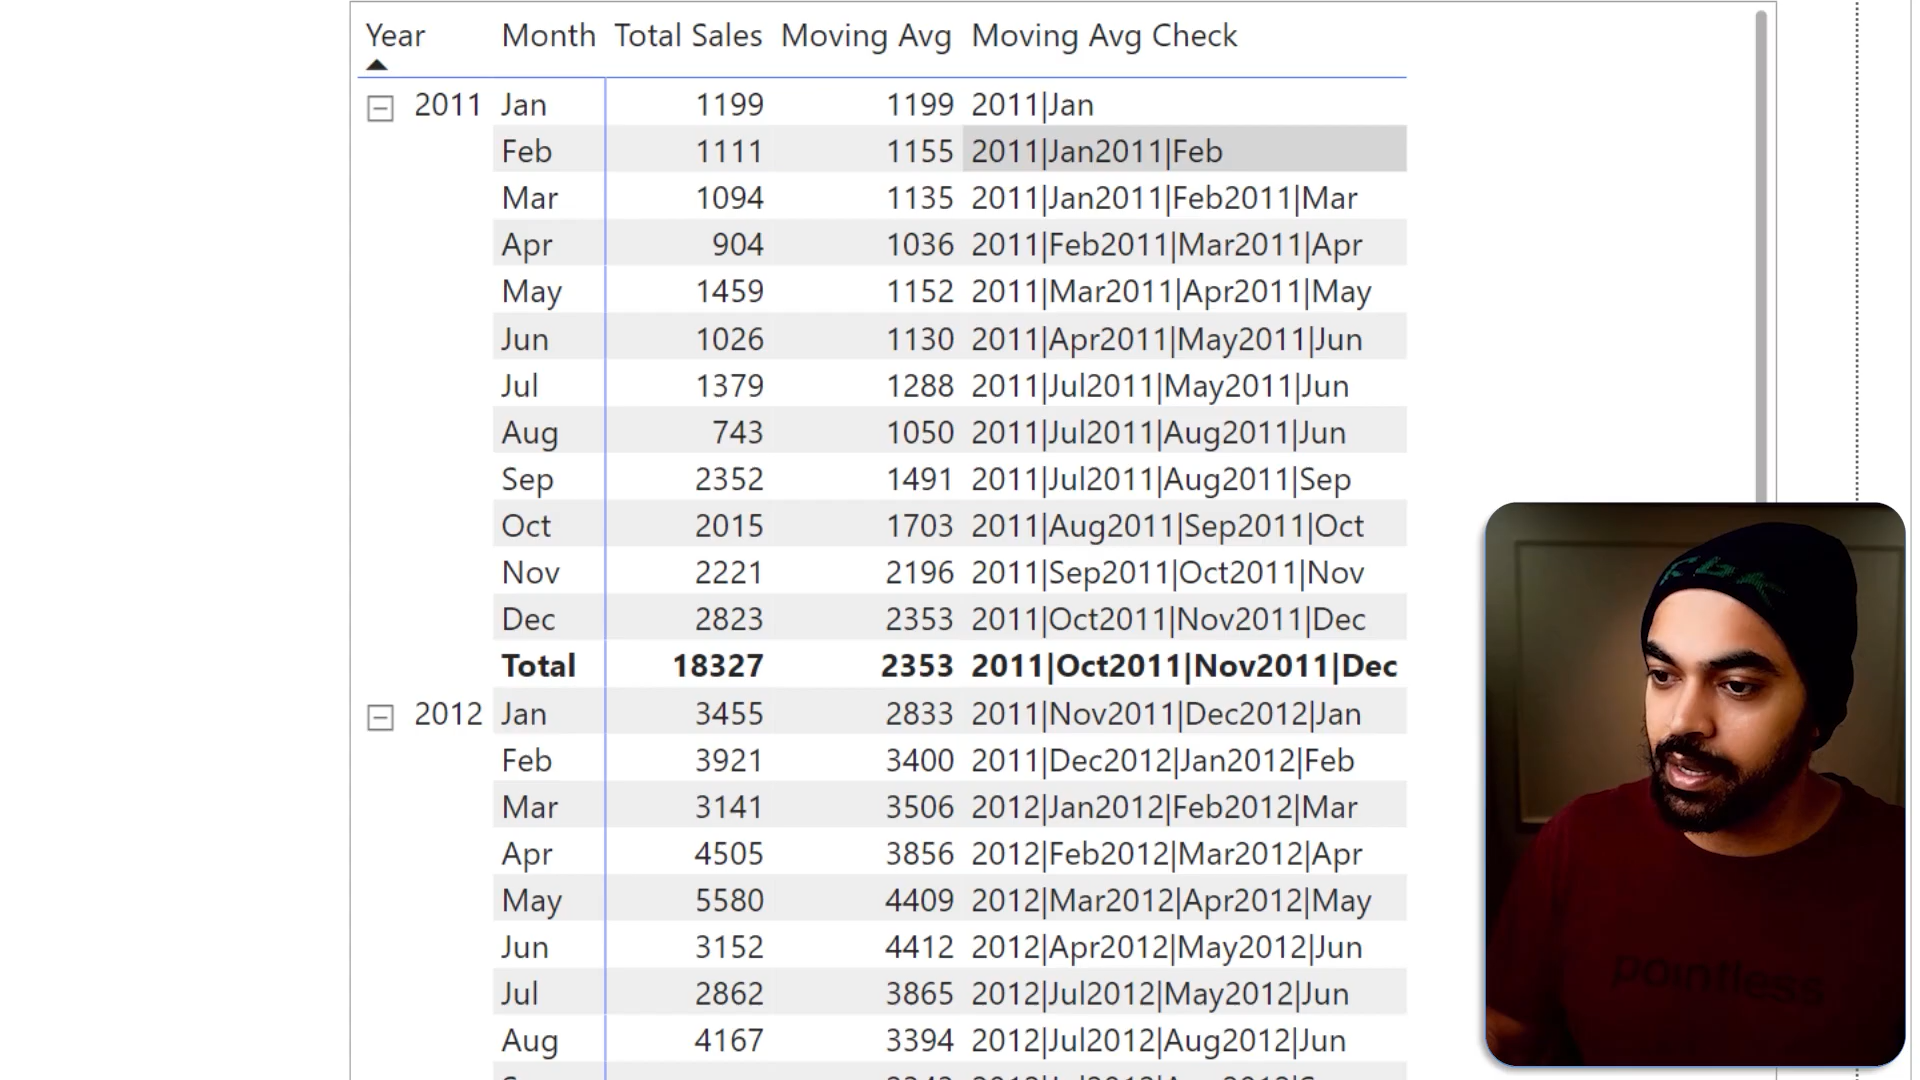 Year Month Total Sales Moving Avg Moving Avg Check
2011 Jan 1199 1199 2011|Jan
Feb 1111 1155 2011|Jan2011|Feb
Mar 1094 1135 2011|Jan2011|Feb2011|Mar
Apr 904 1036 2011|Feb2011|Mar2011|Apr
May 1459 1152 2011|Mar2011|Apr2011|May
Jun 1026 1130 2011|Apr2011|May2011|Jun
Jul 1379 1288 2011|Jul2011|May2011|Jun
Aug 743 1050 2011|Jul2011|Aug2011|Jun
Sep 2352 1491 2011|Jul2011|Aug2011|Sep
Oct 2015 1703 2011|Aug2011|Sep2011|Oct
Nov 2221 2196 2011|Sep2011|Oct2011|Nov
Dec 2823 2353 2011|Oct2011|Nov2011|Dec
Total 18327 2353 2011|Oct2011|Nov2011|Dec
2012 Jan 3455 2833 2011|Nov2011|Dec2012|Jan
Feb 3921 3400 2011|Dec2012|Jan2012|Feb
Mar 3141 3506 2012|Jan2012|Feb2012|Mar
Apr 4505 3856 2012|Feb2012|Mar2012|Apr
May 5580 4409 2012|Mar2012|Apr2012|May
Jun 3152 4412 2012|Apr2012|May2012|Jun
Jul 2862 3865 2012|Jul2012|May2012|Jun
Aug 4167 3394 2012|Jul2012|Aug2012|Jun
pointless